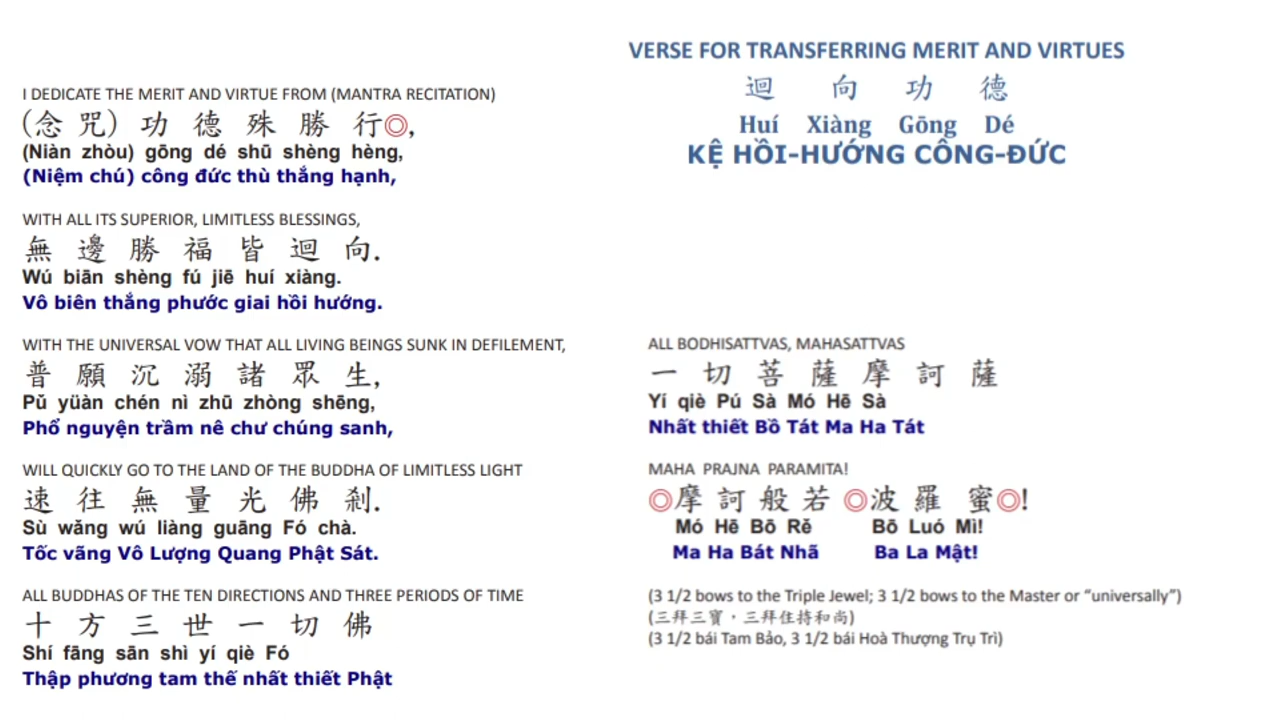 VERSE FOR TRANSFERRING MERIT AND VIRTUES
迴 向 功 德
Huí Xiàng Gōng Dé
KỆ HỒI-HƯỚNG CÔNG-ĐỨC
I DEDICATE THE MERIT AND VIRTUE FROM (MANTRA RECITATION)
(念 咒) 功 德 殊 勝 行◎,
(Niàn zhòu) gōng dé shū shèng hèng,
(Niệm chú) công đức thù thắng hạnh,
WITH ALL ITS SUPERIOR, LIMITLESS BLESSINGS,
無 邊 勝 福 皆 迴 向.
Wú biān shèng fú jiē huí xiàng.
Vô biên thắng phước giai hồi hướng.
WITH THE UNIVERSAL VOW THAT ALL LIVING BEINGS SUNK IN DEFILEMENT,
普 願 沉 溺 諸 眾 生,
Pǔ yüàn chén nì zhū zhòng shēng,
Phổ nguyện trầm nê chư chúng sanh,
WILL QUICKLY GO TO THE LAND OF THE BUDDHA OF LIMITLESS LIGHT
速 往 無 量 光 佛 剎.
Sù wǎng wú liàng guāng Fó chà.
Tốc vãng Vô Lượng Quang Phật Sát.
ALL BUDDHAS OF THE TEN DIRECTIONS AND THREE PERIODS OF TIME
十 方 三 世 一 切 佛
Shí fāng sān shì yí qiè Fó
Thập phương tam thế nhất thiết Phật
ALL BODHISATTVAS, MAHASATTVAS
一 切 菩 薩 摩 訶 薩
Yí qiè Pú Sà Mó Hē Sà
Nhất thiết Bồ Tát Ma Ha Tát
MAHA PRAJNA PARAMITA!
◎摩 訶 般 若 ◎波 羅 蜜◎!
Mó Hē Bō Rě Bō Luó Mì!
Ma Ha Bát Nhã Ba La Mật!
(3 1/2 bows to the Triple Jewel; 3 1/2 bows to the Master or “universally”)
(三拜三寶，三拜住持和尚)
(3 1/2 bái Tam Bảo, 3 1/2 bái Hoà Thượng Trụ Trì)